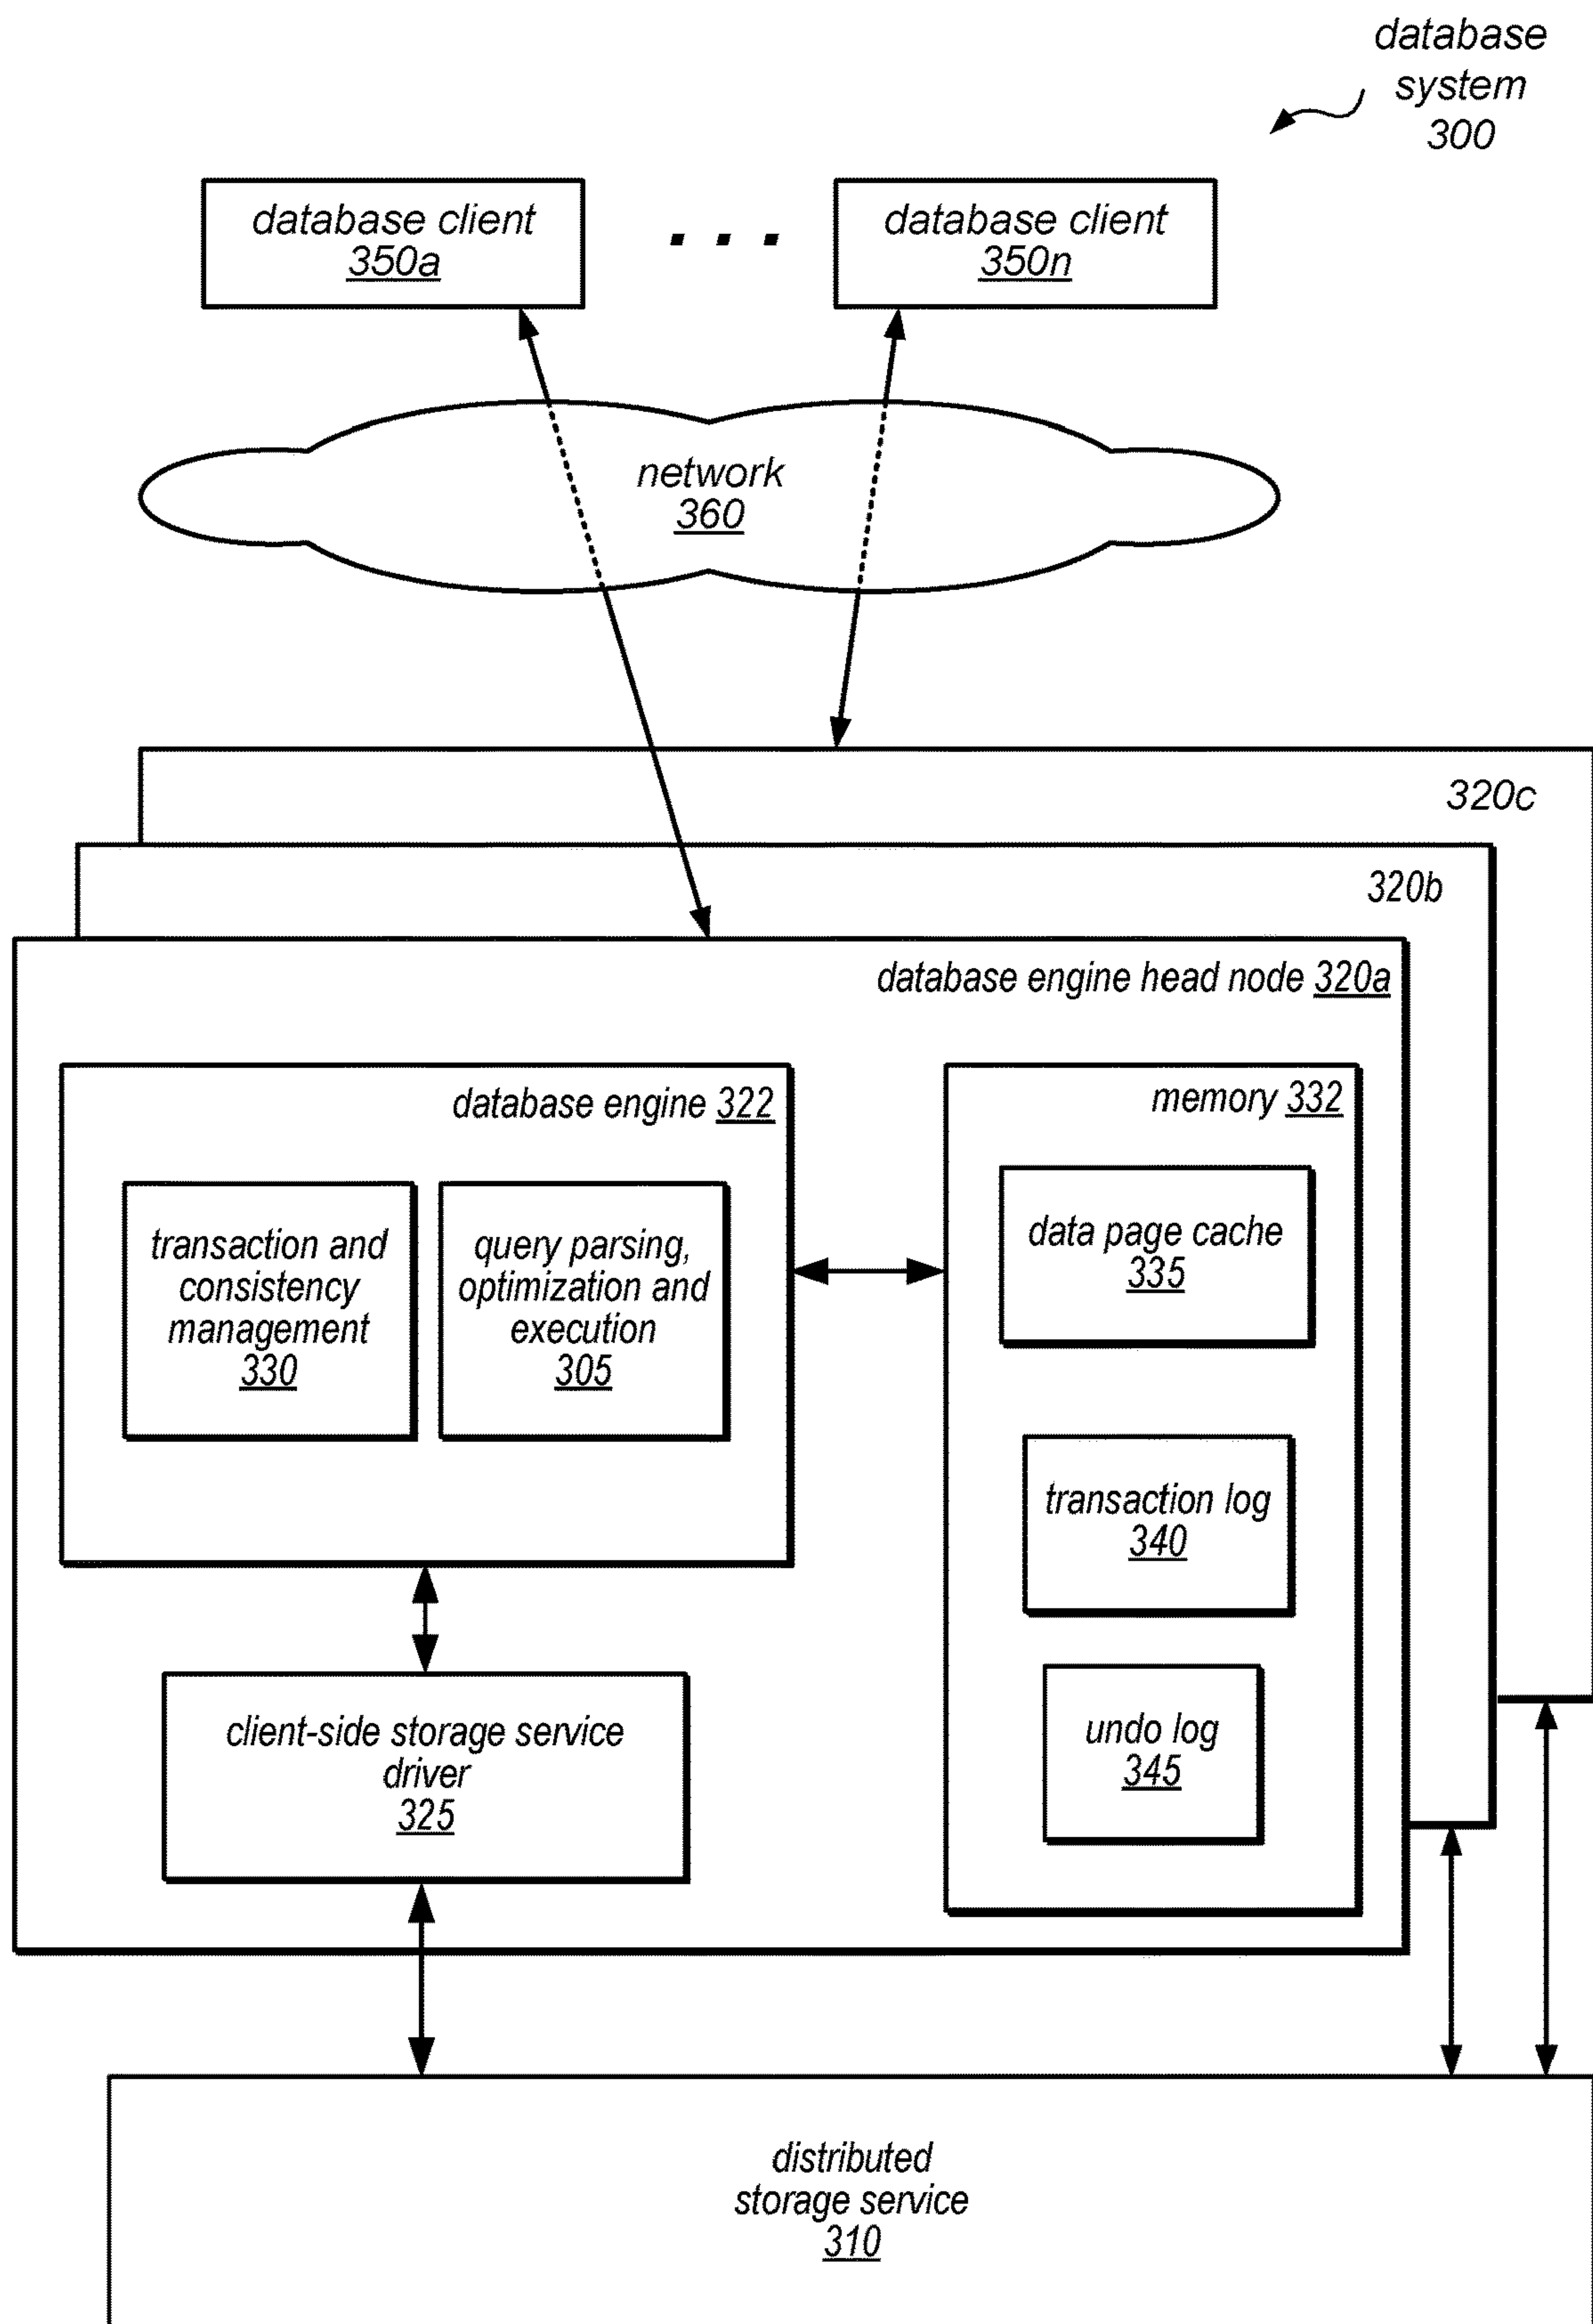 database
system
300
database client
350a
database client
350n
network
360
320c
320b
database engine head node 320a
database engine 322
memory 332
transaction and
consistency
management
330
query parsing,
optimization and
execution
305
data page cache
335
transaction log
340
undo log
345
client-side storage service
driver
325
distributed
storage service
310